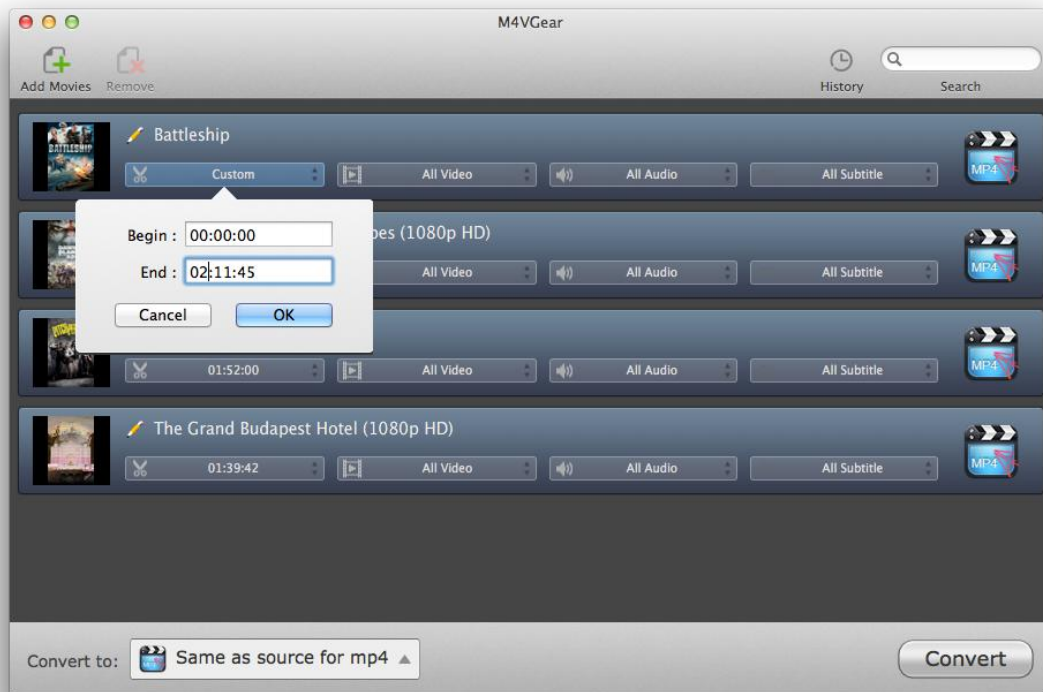 M4VGear
Add Movies
Remove
History
Search
BATTLESHIP
Battleship
Custom
All Video
All Audio
All Subtitle
MP4
Begin : 00:00:00
End : 02:11:45
Cancel
OK
pes (1080p HD)
All Video
All Audio
All Subtitle
MP4
01:52:00
All Video
All Audio
All Subtitle
MP4
The Grand Budapest Hotel (1080p HD)
01:39:42
All Video
All Audio
All Subtitle
MP4
Convert to:
Same as source for mp4
Convert